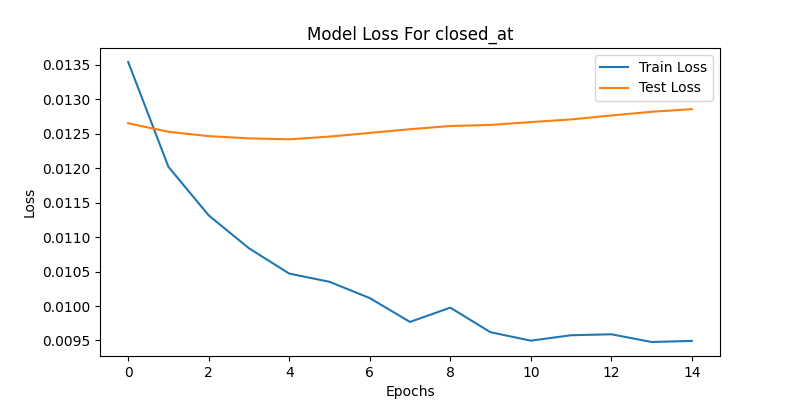 Model Loss For closed_at
Train Loss
Test Loss
0.0135
0.0130
0.0125
0.0120
0.0115
0.0110
0.0105
0.0100
0.0095
Loss
0 2 4 6 8 10 12 14
Epochs